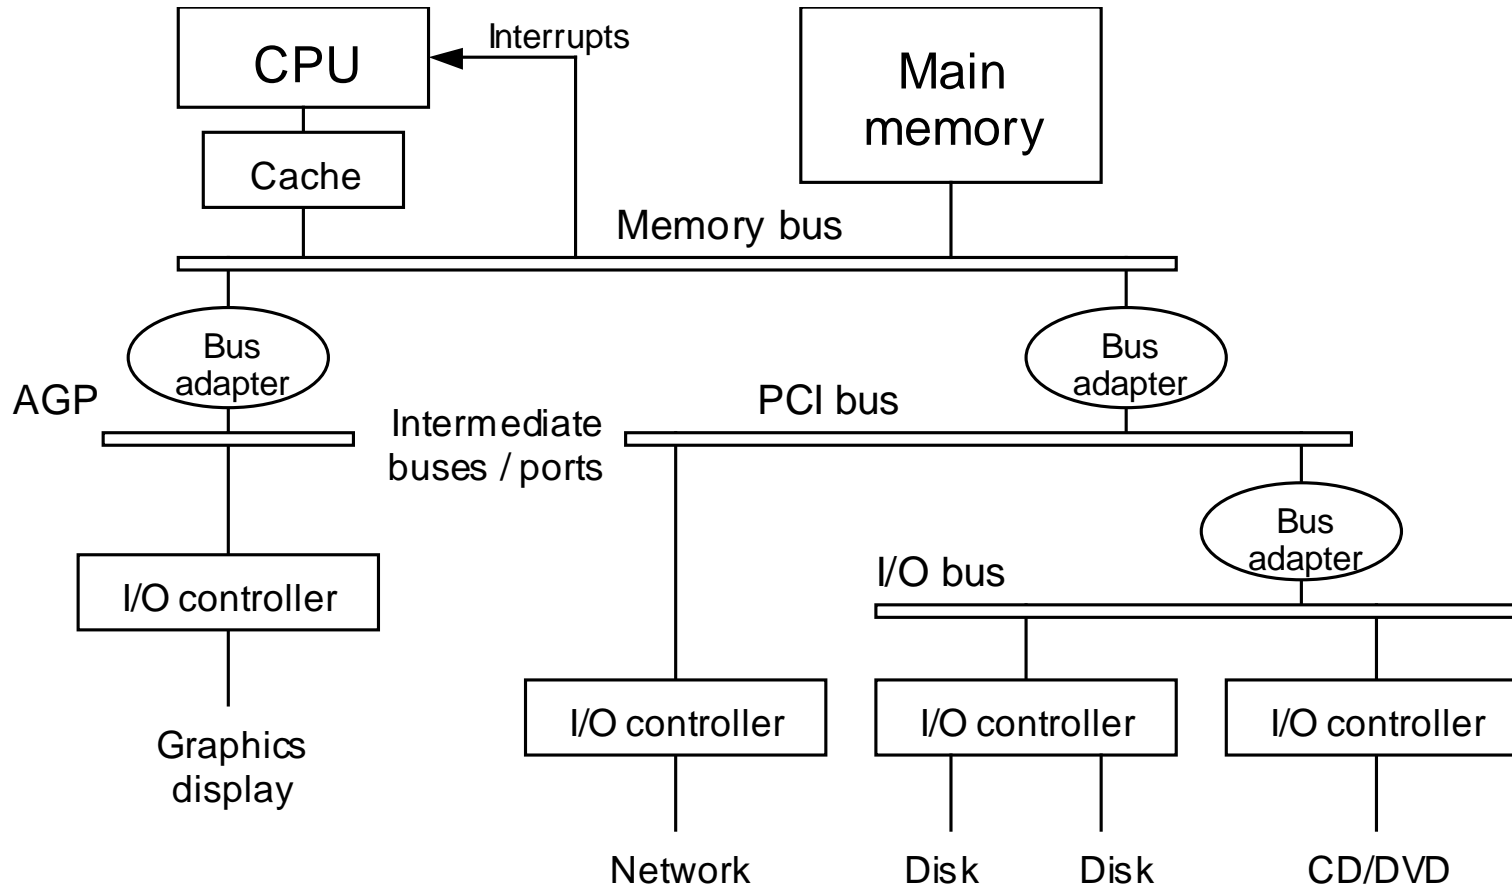 CPU
Interrupts
Main
memory
Cache
Memory bus
Bus
adapter
Bus
adapter
AGP
Intermediate
buses / ports
PCI bus
Bus
adapter
I/O bus
I/O controller
I/O controller
I/O controller
I/O controller
Graphics
display
Network
Disk
Disk
CD/DVD